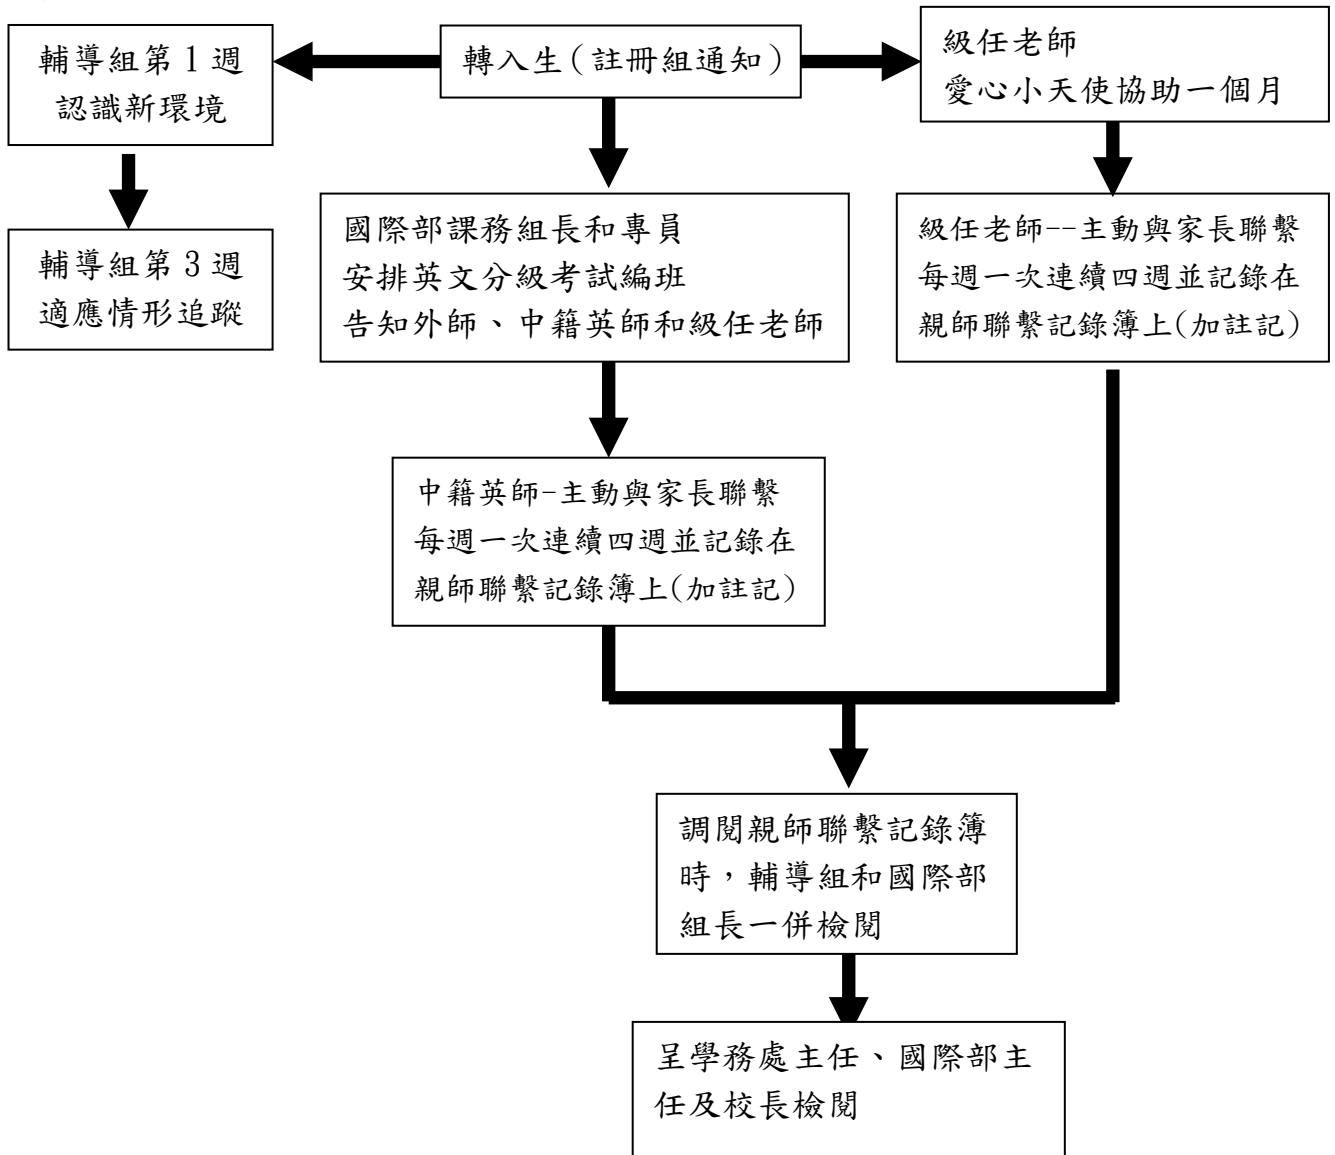 轉入生(註冊組通知)
輔導組第 1 週
認識新環境
級任老師
愛心小天使協助一個月
輔導組第 3 週
適應情形追蹤
國際部課務組長和專員
安排英文分級考試編班
告知外師、中籍英師和級任老師
級任老師--主動與家長聯繫
每週一次連續四週並記錄在
親師聯繫記錄簿上(加註記)
中籍英師-主動與家長聯繫
每週一次連續四週並記錄在
親師聯繫記錄簿上(加註記)
調閱親師聯繫記錄簿
時，輔導組和國際部
組長一併檢閱
呈學務處主任、國際部主
任及校長檢閱